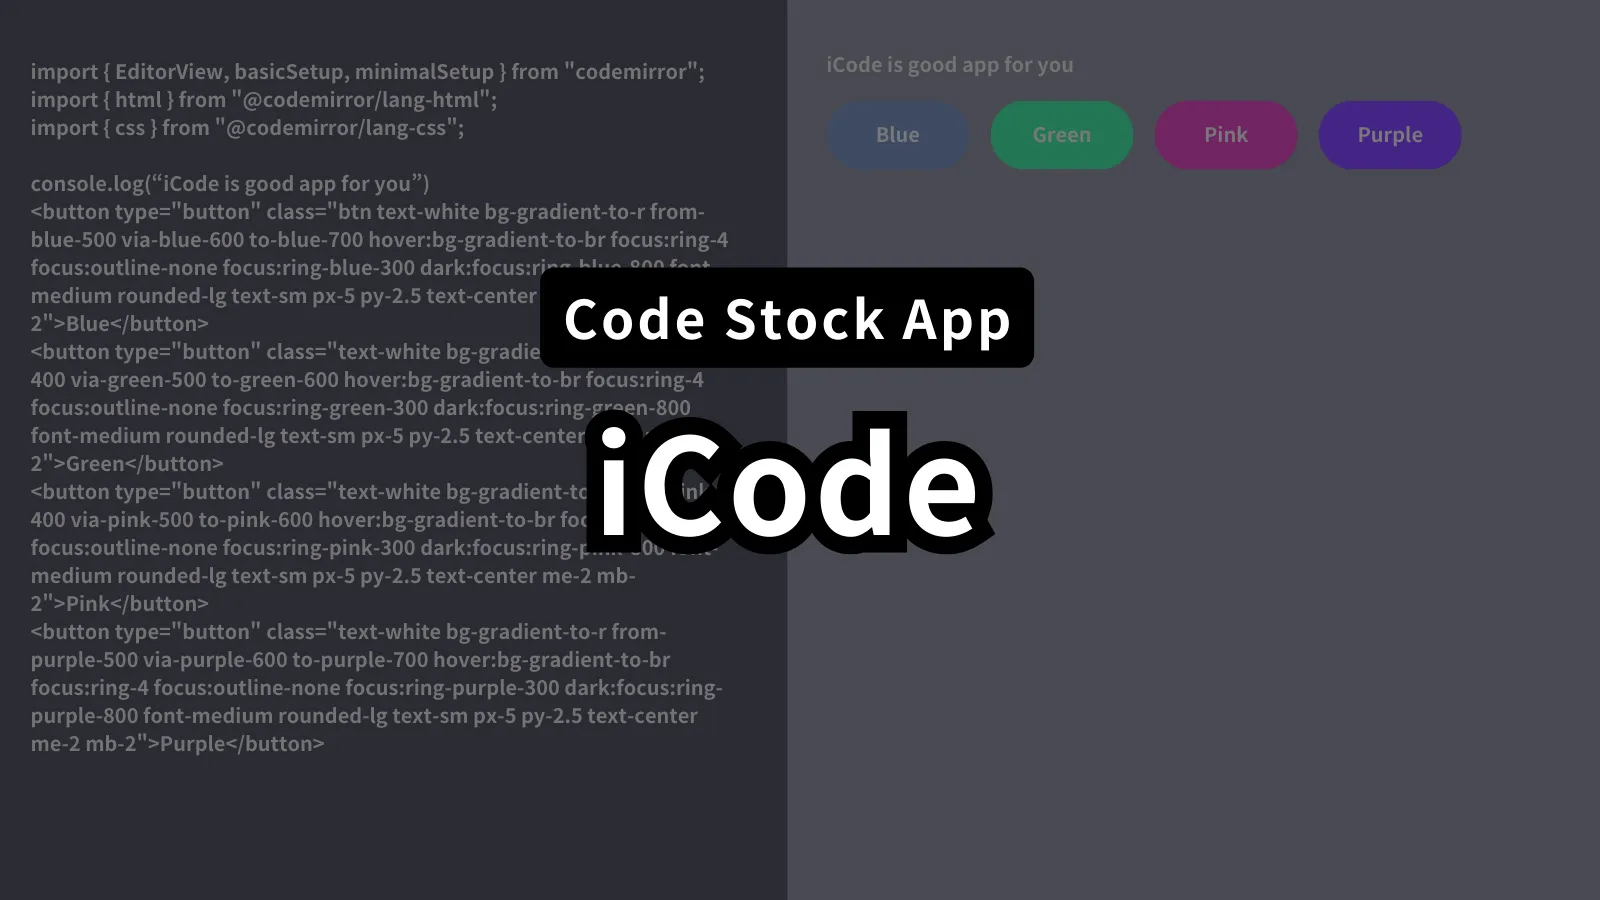 import { EditorView, basicSetup, minimalSetup } from "codemirror";
import { html } from "@codemirror/lang-html";
import { css } from "@codemirror/lang-css";
console.log(“iCode is good app for you”)
<button type="button" class="btn text-white bg-gradient-to-r from-
blue-500 via-blue-600 to-blue-700 hover:bg-gradient-to-br focus:ring-4
focus:outline-none focus:ring-blue-300 dark:focus:ring-blue-800 font-
medium rounded-lg text-sm px-5 py-2.5 text-center
2">Blue</button>
<button type="button" class="text-white
400 via-green-500 to-green-600 hover:bg-gradient-to-br focus:ring-4
focus:outline-none focus:ring-green-300 dark:focus:ring-green-800
font-medium rounded-lg text-sm px-5 py-2.5 text-center
2">Green</button>
<button type="button" class="text-white
400 via-pink-500 to-pink-600 hover:bg-gradient-to-br
focus:outline-none focus:ring-pink-300
medium rounded-lg text-sm px-5 py-2.5 text-center me-2 mb-
2">Pink</button>
<button type="button" class="text-white bg-gradient-to-r from-
purple-500 via-purple-600 to-purple-700 hover:bg-gradient-to-br
focus:ring-4 focus:outline-none focus:ring-purple-300 dark:focus:ring-
purple-800 font-medium rounded-lg text-sm px-5 py-2.5 text-center
me-2 mb-2">Purple</button>
iCode is good app for you
Blue Green Pink Purple
Code Stock App
iCode